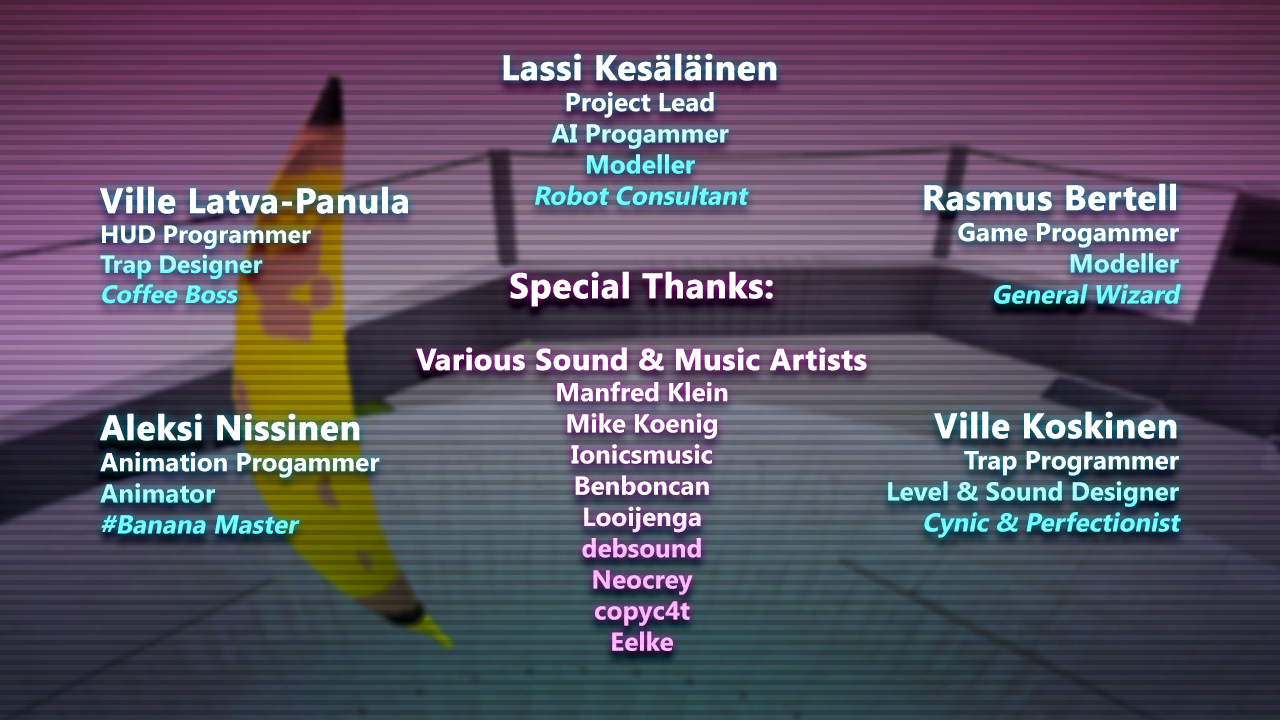 Lassi Kesäläinen
Project Lead
AI Progammer
Modeller
Robot Consultant
Ville Latva-Panula
HUD Programmer
Trap Designer
Coffee Boss
Rasmus Bertell
Game Progammer
Modeller
General Wizard
Aleksi Nissinen
Animation Progammer
Animator
#Banana Master
Ville Koskinen
Trap Programmer
Level & Sound Designer
Cynic & Perfectionist
Special Thanks:
Various Sound & Music Artists
Manfred Klein
Mike Koenig
Ionicsmusic
Benboncan
Looijenga
debsound
Neocrey
copyc4t
Eelke